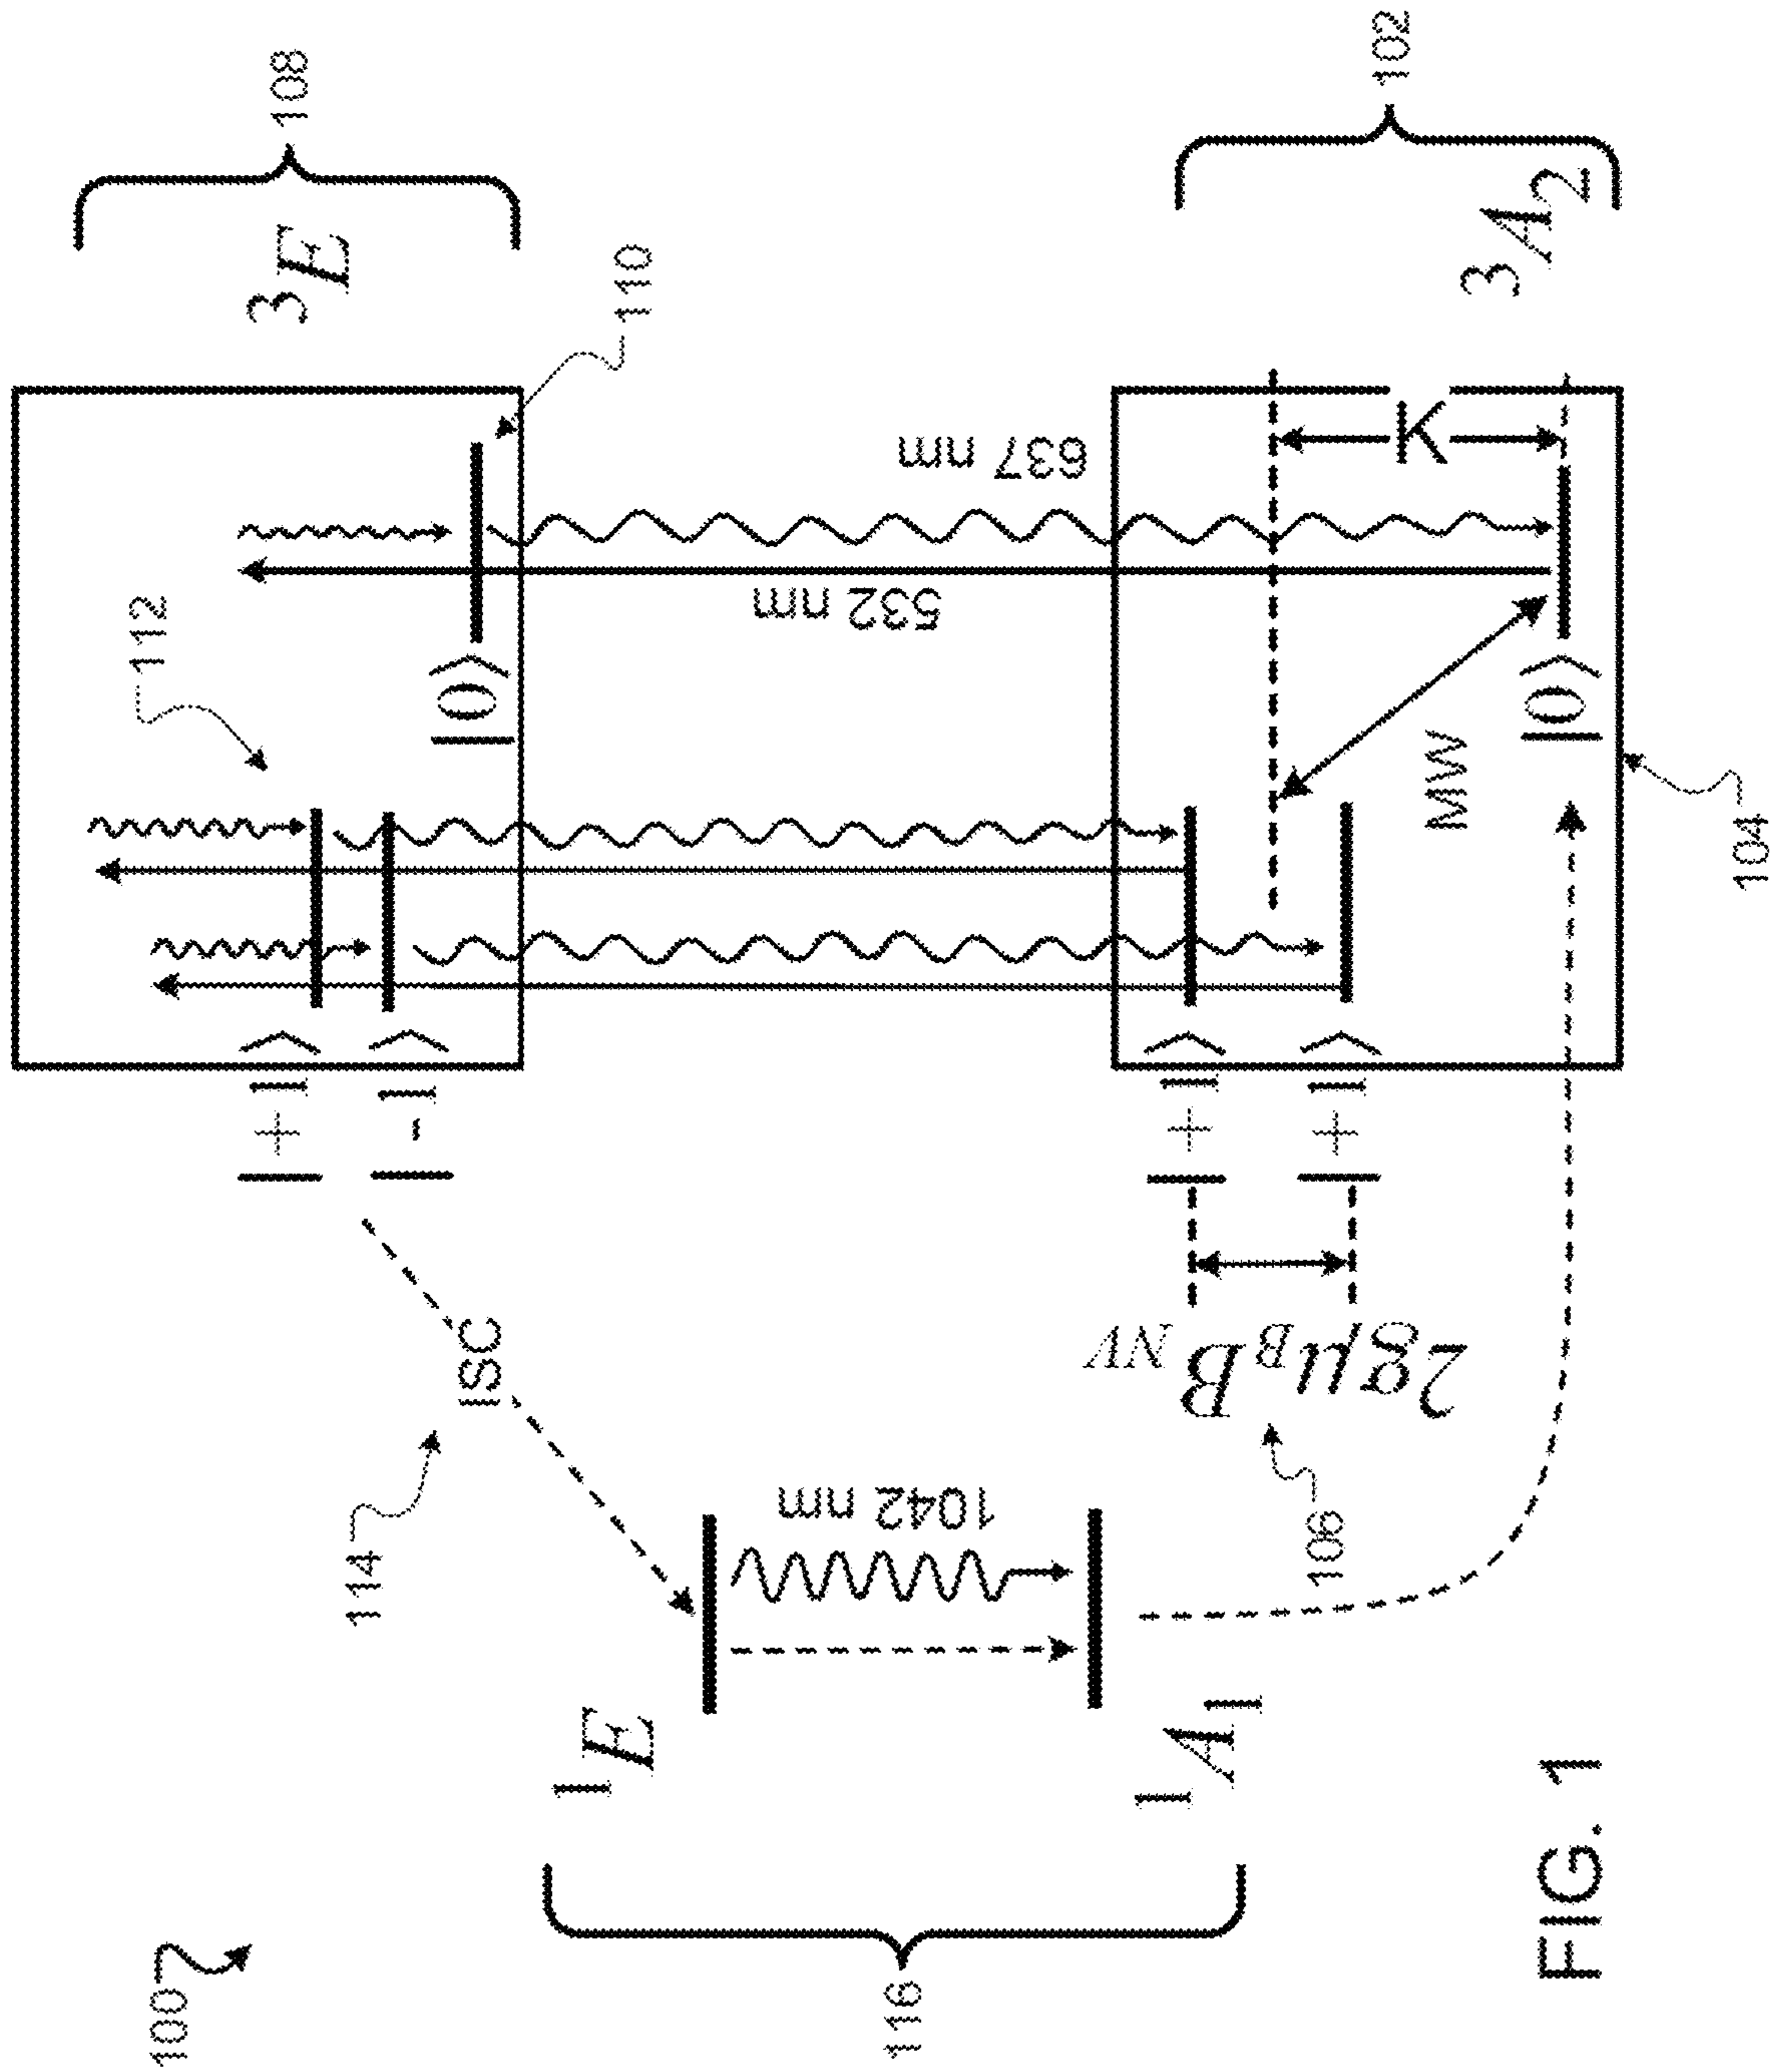 100
108
³E
112
110
|+1⟩
|-1⟩
|0⟩
114
ISC
¹E
116
1042 nm
532 nm
637 nm
¹A₁
106
2gμ_B B_NV
|+1⟩
|+1⟩
MW
|0⟩
K
102
³A₂
104
FIG. 1